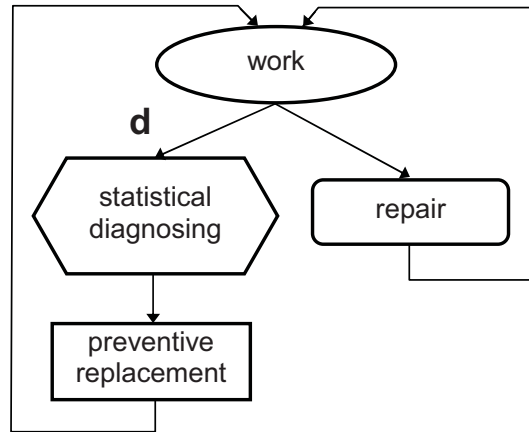 work
d
statistical
diagnosing
repair
preventive
replacement